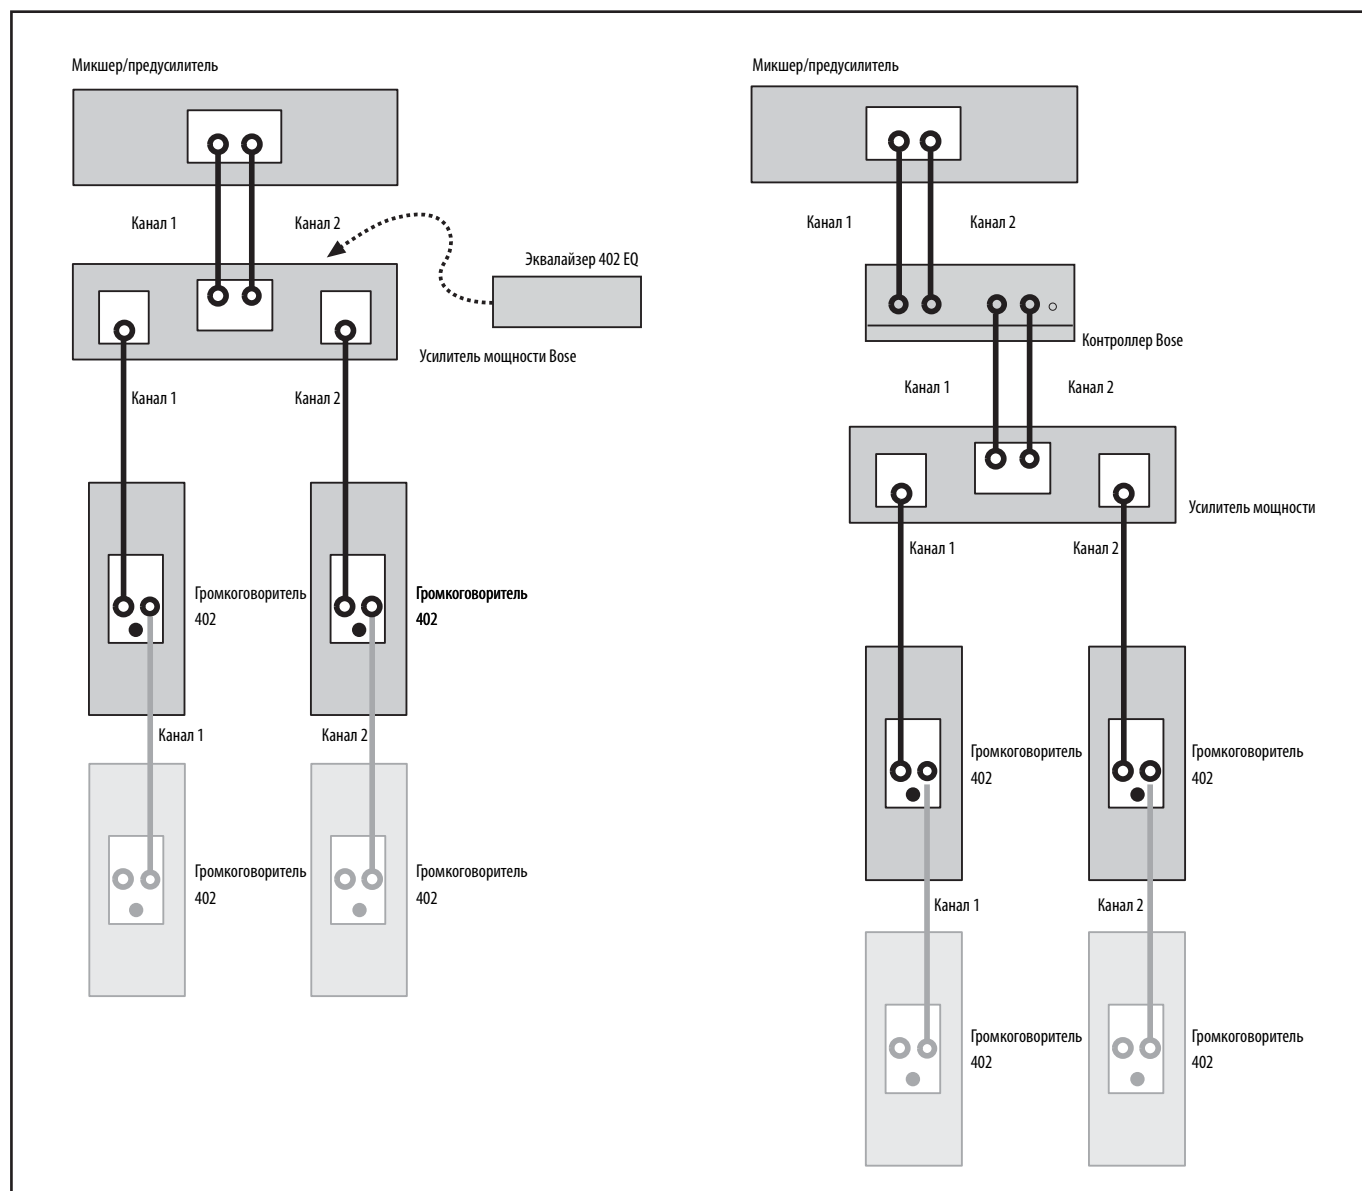 Микшер/предусилитель
Канал 1
Канал 2
Эквалайзер 402 EQ
Усилитель мощности Bose
Канал 1
Канал 2
Громкоговоритель
402
Громкоговоритель
402
Канал 1
Канал 2
Громкоговоритель
402
Громкоговоритель
402
Микшер/предусилитель
Канал 1
Канал 2
Контроллер Bose
Канал 1
Канал 2
Усилитель мощности
Канал 1
Канал 2
Громкоговоритель
402
Громкоговоритель
402
Канал 1
Канал 2
Громкоговоритель
402
Громкоговоритель
402